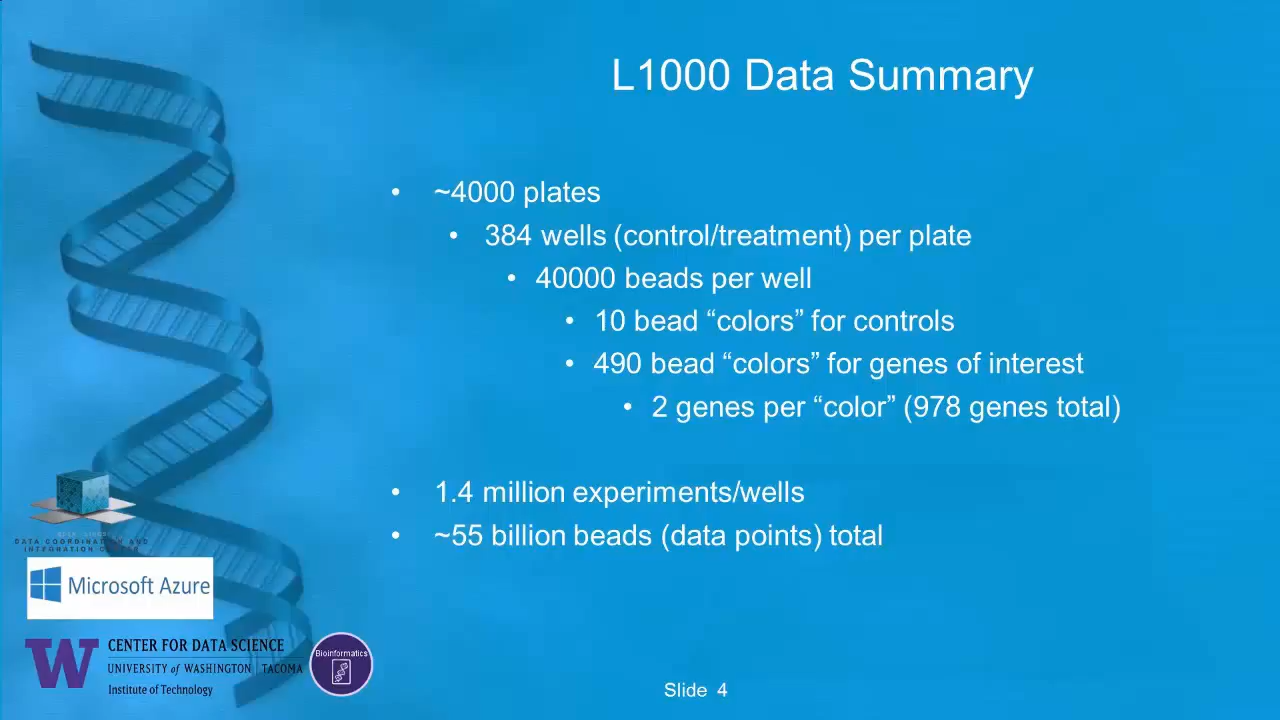 L1000 Data Summary
• ~4000 plates
• 384 wells (control/treatment) per plate
• 40000 beads per well
• 10 bead “colors” for controls
• 490 bead “colors” for genes of interest
• 2 genes per “color” (978 genes total)
• 1.4 million experiments/wells
• ~55 billion beads (data points) total
DATA COORDINATION AND
INTEGRATION CENTER
Microsoft Azure
W CENTER FOR DATA SCIENCE
UNIVERSITY of WASHINGTON | TACOMA
Institute of Technology
Bioinformatics
Slide 4